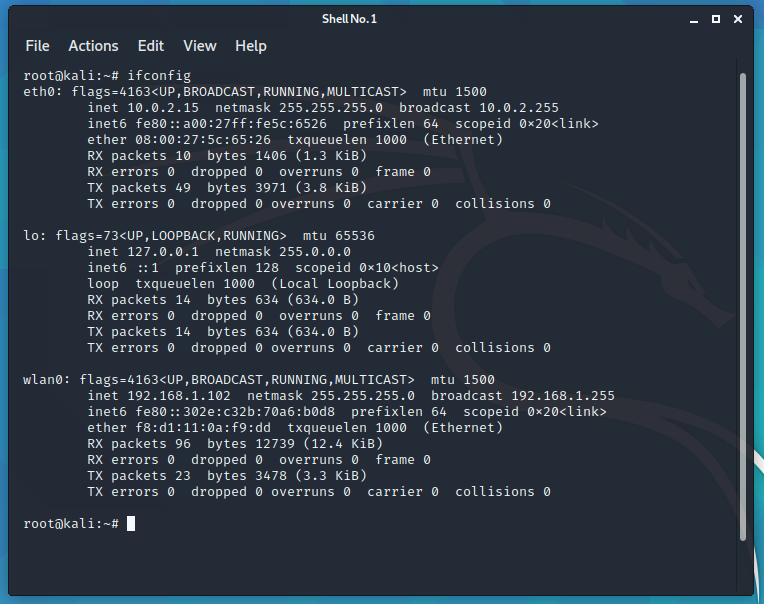 Shell No. 1
File Actions Edit View Help
root@kali:~# ifconfig
eth0: flags=4163<UP,BROADCAST,RUNNING,MULTICAST>  mtu 1500
        inet 10.0.2.15  netmask 255.255.255.0  broadcast 10.0.2.255
        inet6 fe80::a00:27ff:fe5c:6526  prefixlen 64  scopeid 0×20<link>
        ether 08:00:27:5c:65:26  txqueuelen 1000  (Ethernet)
        RX packets 10  bytes 1406 (1.3 KiB)
        RX errors 0  dropped 0  overruns 0  frame 0
        TX packets 49  bytes 3971 (3.8 KiB)
        TX errors 0  dropped 0 overruns 0  carrier 0  collisions 0
lo: flags=73<UP,LOOPBACK,RUNNING>  mtu 65536
        inet 127.0.0.1  netmask 255.0.0.0
        inet6 ::1  prefixlen 128  scopeid 0×10<host>
        loop  txqueuelen 1000  (Local Loopback)
        RX packets 14  bytes 634 (634.0 B)
        RX errors 0  dropped 0  overruns 0  frame 0
        TX packets 14  bytes 634 (634.0 B)
        TX errors 0  dropped 0 overruns 0  carrier 0  collisions 0
wlan0: flags=4163<UP,BROADCAST,RUNNING,MULTICAST>  mtu 1500
        inet 192.168.1.102  netmask 255.255.255.0  broadcast 192.168.1.255
        inet6 fe80::302e:c32b:70a6:b0d8  prefixlen 64  scopeid 0×20<link>
        ether f8:d1:11:0a:f9:dd  txqueuelen 1000  (Ethernet)
        RX packets 96  bytes 12739 (12.4 KiB)
        RX errors 0  dropped 0  overruns 0  frame 0
        TX packets 23  bytes 3478 (3.3 KiB)
        TX errors 0  dropped 0 overruns 0  carrier 0  collisions 0
root@kali:~#